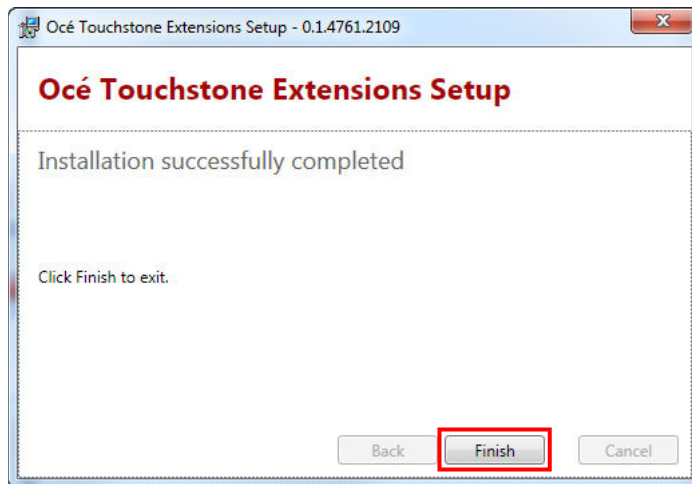 Océ Touchstone Extensions Setup - 0.1.4761.2109
Océ Touchstone Extensions Setup
Installation successfully completed
Click Finish to exit.
Back Finish Cancel